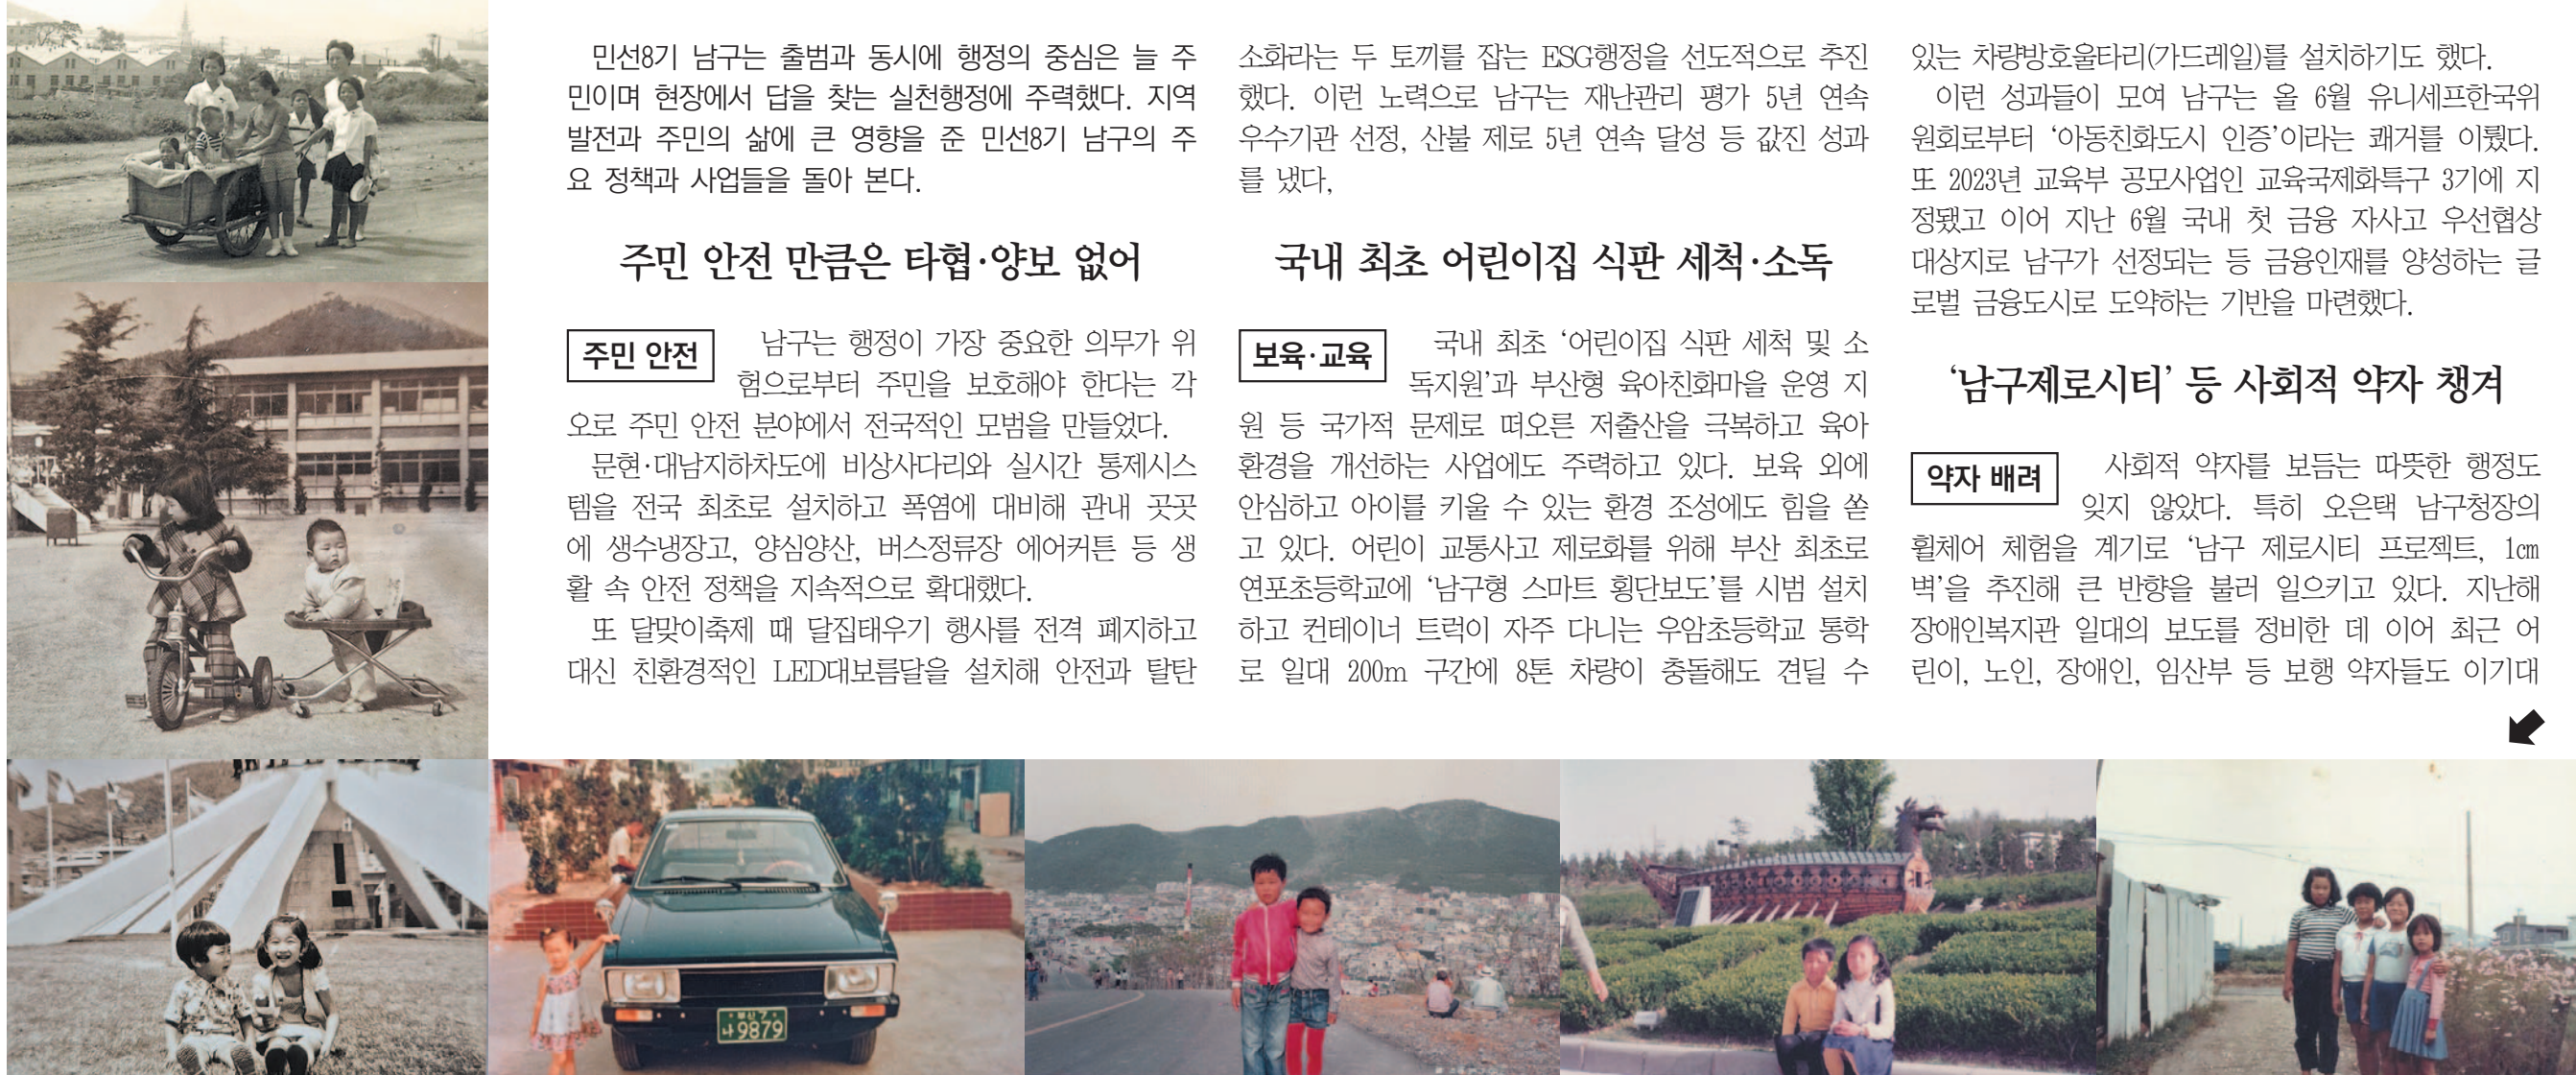 민선8기 남구는 출범과 동시에 행정의 중심은 늘 주
민이며 현장에서 답을 찾는 실천행정에 주력했다. 지역
발전과 주민의 삶에 큰 영향을 준 민선8기 남구의 주
요 정책과 사업들을 돌아 본다.
주민 안전 만큼은 타협·양보 없어
주민 안전
남구는 행정이 가장 중요한 의무가 위
험으로부터 주민을 보호해야 한다는 각
오로 주민 안전 분야에서 전국적인 모범을 만들었다.
문현·대남지하차도에 비상사다리와 실시간 통제시스
템을 전국 최초로 설치하고 폭염에 대비해 관내 곳곳
에 생수냉장고, 양심양산, 버스정류장 에어커튼 등 생
활 속 안전 정책을 지속적으로 확대했다.
또 달맞이축제 때 달집태우기 행사를 전격 폐지하고
대신 친환경적인 LED대보름달을 설치해 안전과 탈탄
소화라는 두 토끼를 잡는 ESG행정을 선도적으로 추진
했다. 이런 노력으로 남구는 재난관리 평가 5년 연속
우수기관 선정, 산불 제로 5년 연속 달성 등 값진 성과
를 냈다,
국내 최초 어린이집 식판 세척·소독
보육·교육
국내 최초 ‘어린이집 식판 세척 및 소
독지원’과 부산형 육아친화마을 운영 지
원 등 국가적 문제로 떠오른 저출산을 극복하고 육아
환경을 개선하는 사업에도 주력하고 있다. 보육 외에
안심하고 아이를 키울 수 있는 환경 조성에도 힘을 쏟
고 있다. 어린이 교통사고 제로화를 위해 부산 최초로
연포초등학교에 ‘남구형 스마트 횡단보도’를 시범 설치
하고 컨테이너 트럭이 자주 다니는 우암초등학교 통학
로 일대 200m 구간에 8톤 차량이 충돌해도 견딜 수
있는 차량방호울타리(가드레일)를 설치하기도 했다.
이런 성과들이 모여 남구는 올 6월 유니세프한국위
원회로부터 ‘아동친화도시 인증’이라는 쾌거를 이뤘다.
또 2023년 교육부 공모사업인 교육국제화특구 3기에 지
정됐고 이어 지난 6월 국내 첫 금융 자사고 우선협상
대상지로 남구가 선정되는 등 금융인재를 양성하는 글
로벌 금융도시로 도약하는 기반을 마련했다.
‘남구제로시티’ 등 사회적 약자 챙겨
약자 배려
사회적 약자를 보듬는 따뜻한 행정도
잊지 않았다. 특히 오은택 남구청장의
휠체어 체험을 계기로 ‘남구 제로시티 프로젝트, 1㎝
벽’을 추진해 큰 반향을 불러 일으키고 있다. 지난해
장애인복지관 일대의 보도를 정비한 데 이어 최근 어
린이, 노인, 장애인, 임산부 등 보행 약자들도 이기대
나 9879